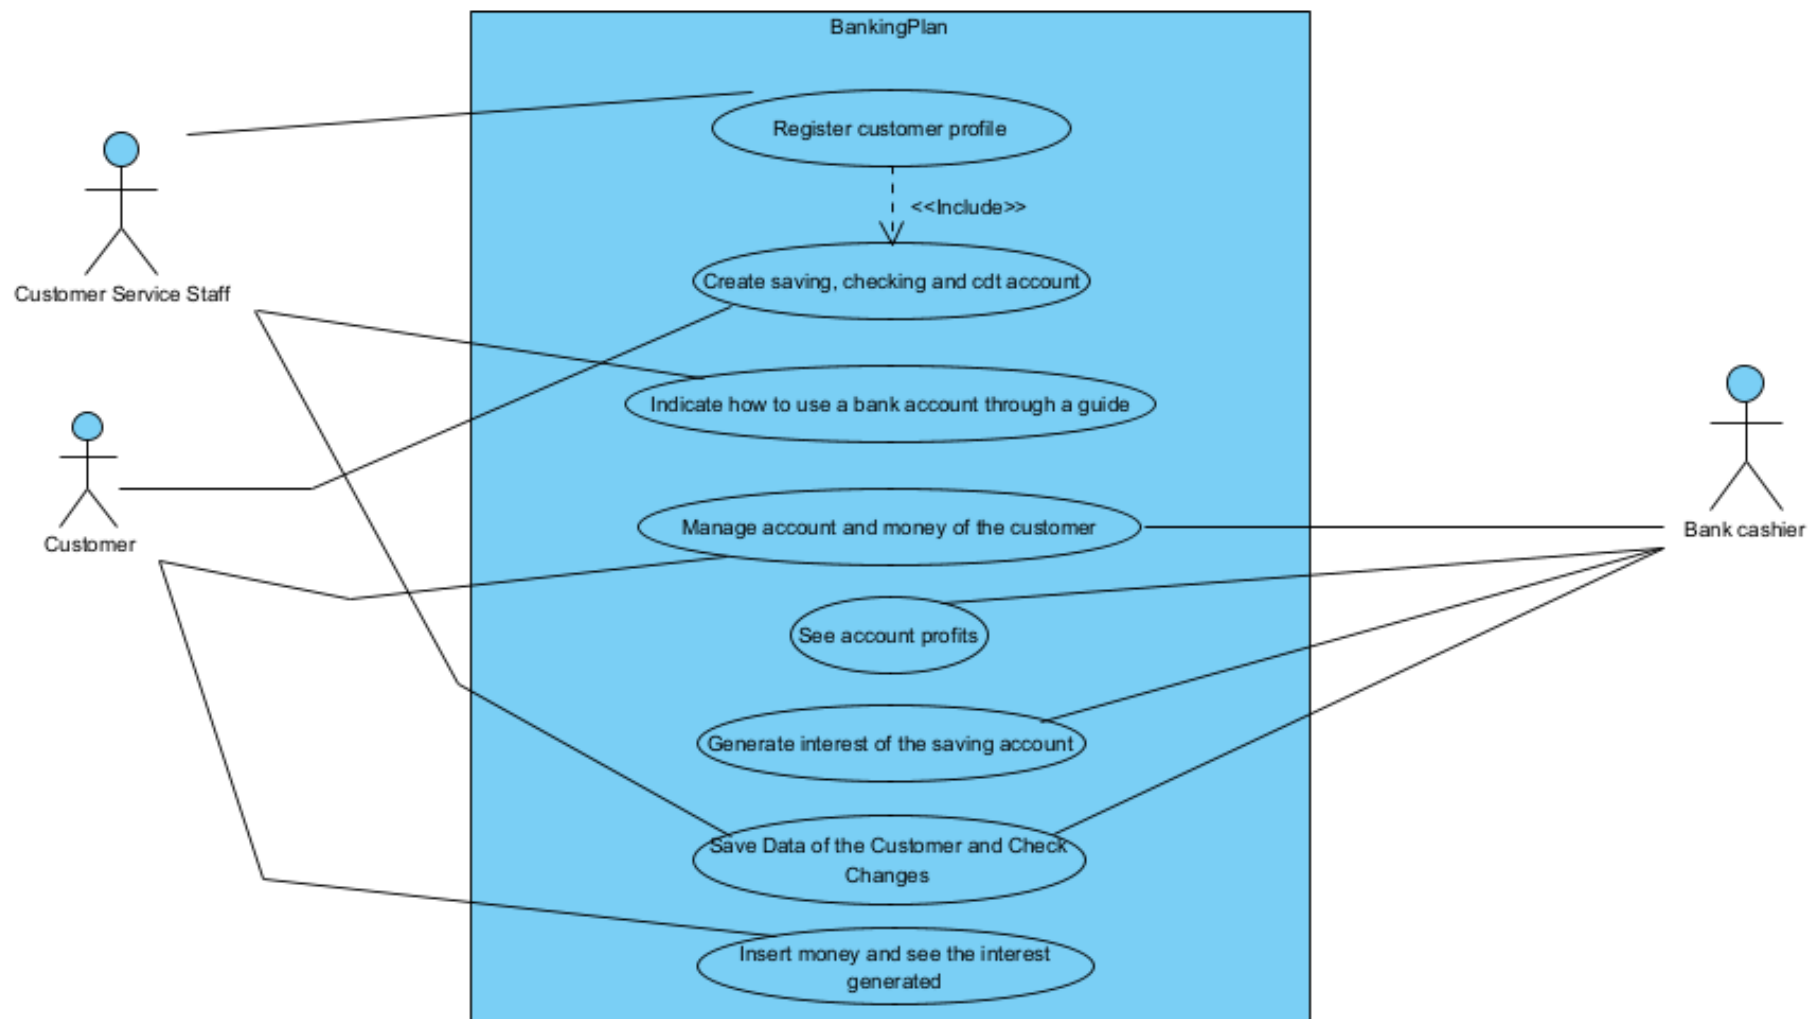 BankingPlan
Register customer profile
<<Include>>
Customer Service Staff
Create saving, checking and cdt account
Indicate how to use a bank account through a guide
Customer
Manage account and money of the customer
Bank cashier
See account profits
Generate interest of the saving account
Save Data of the Customer and Check
Changes
Insert money and see the interest
generated